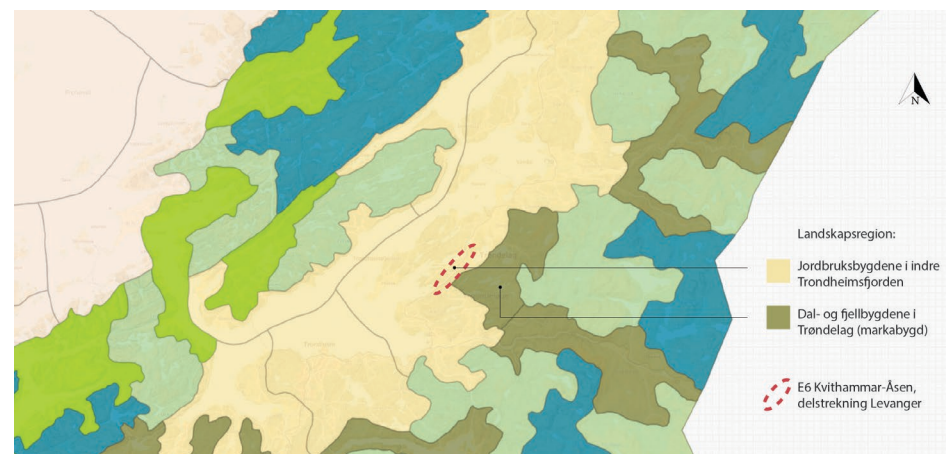 N
Landskapsregion:
Jordbruksbygdene i indre
Trondheimsfjorden
Dal- og fjellbygdene i
Trøndelag (markabygd)
E6 Kvithammar-Åsen,
delstrekning Levanger